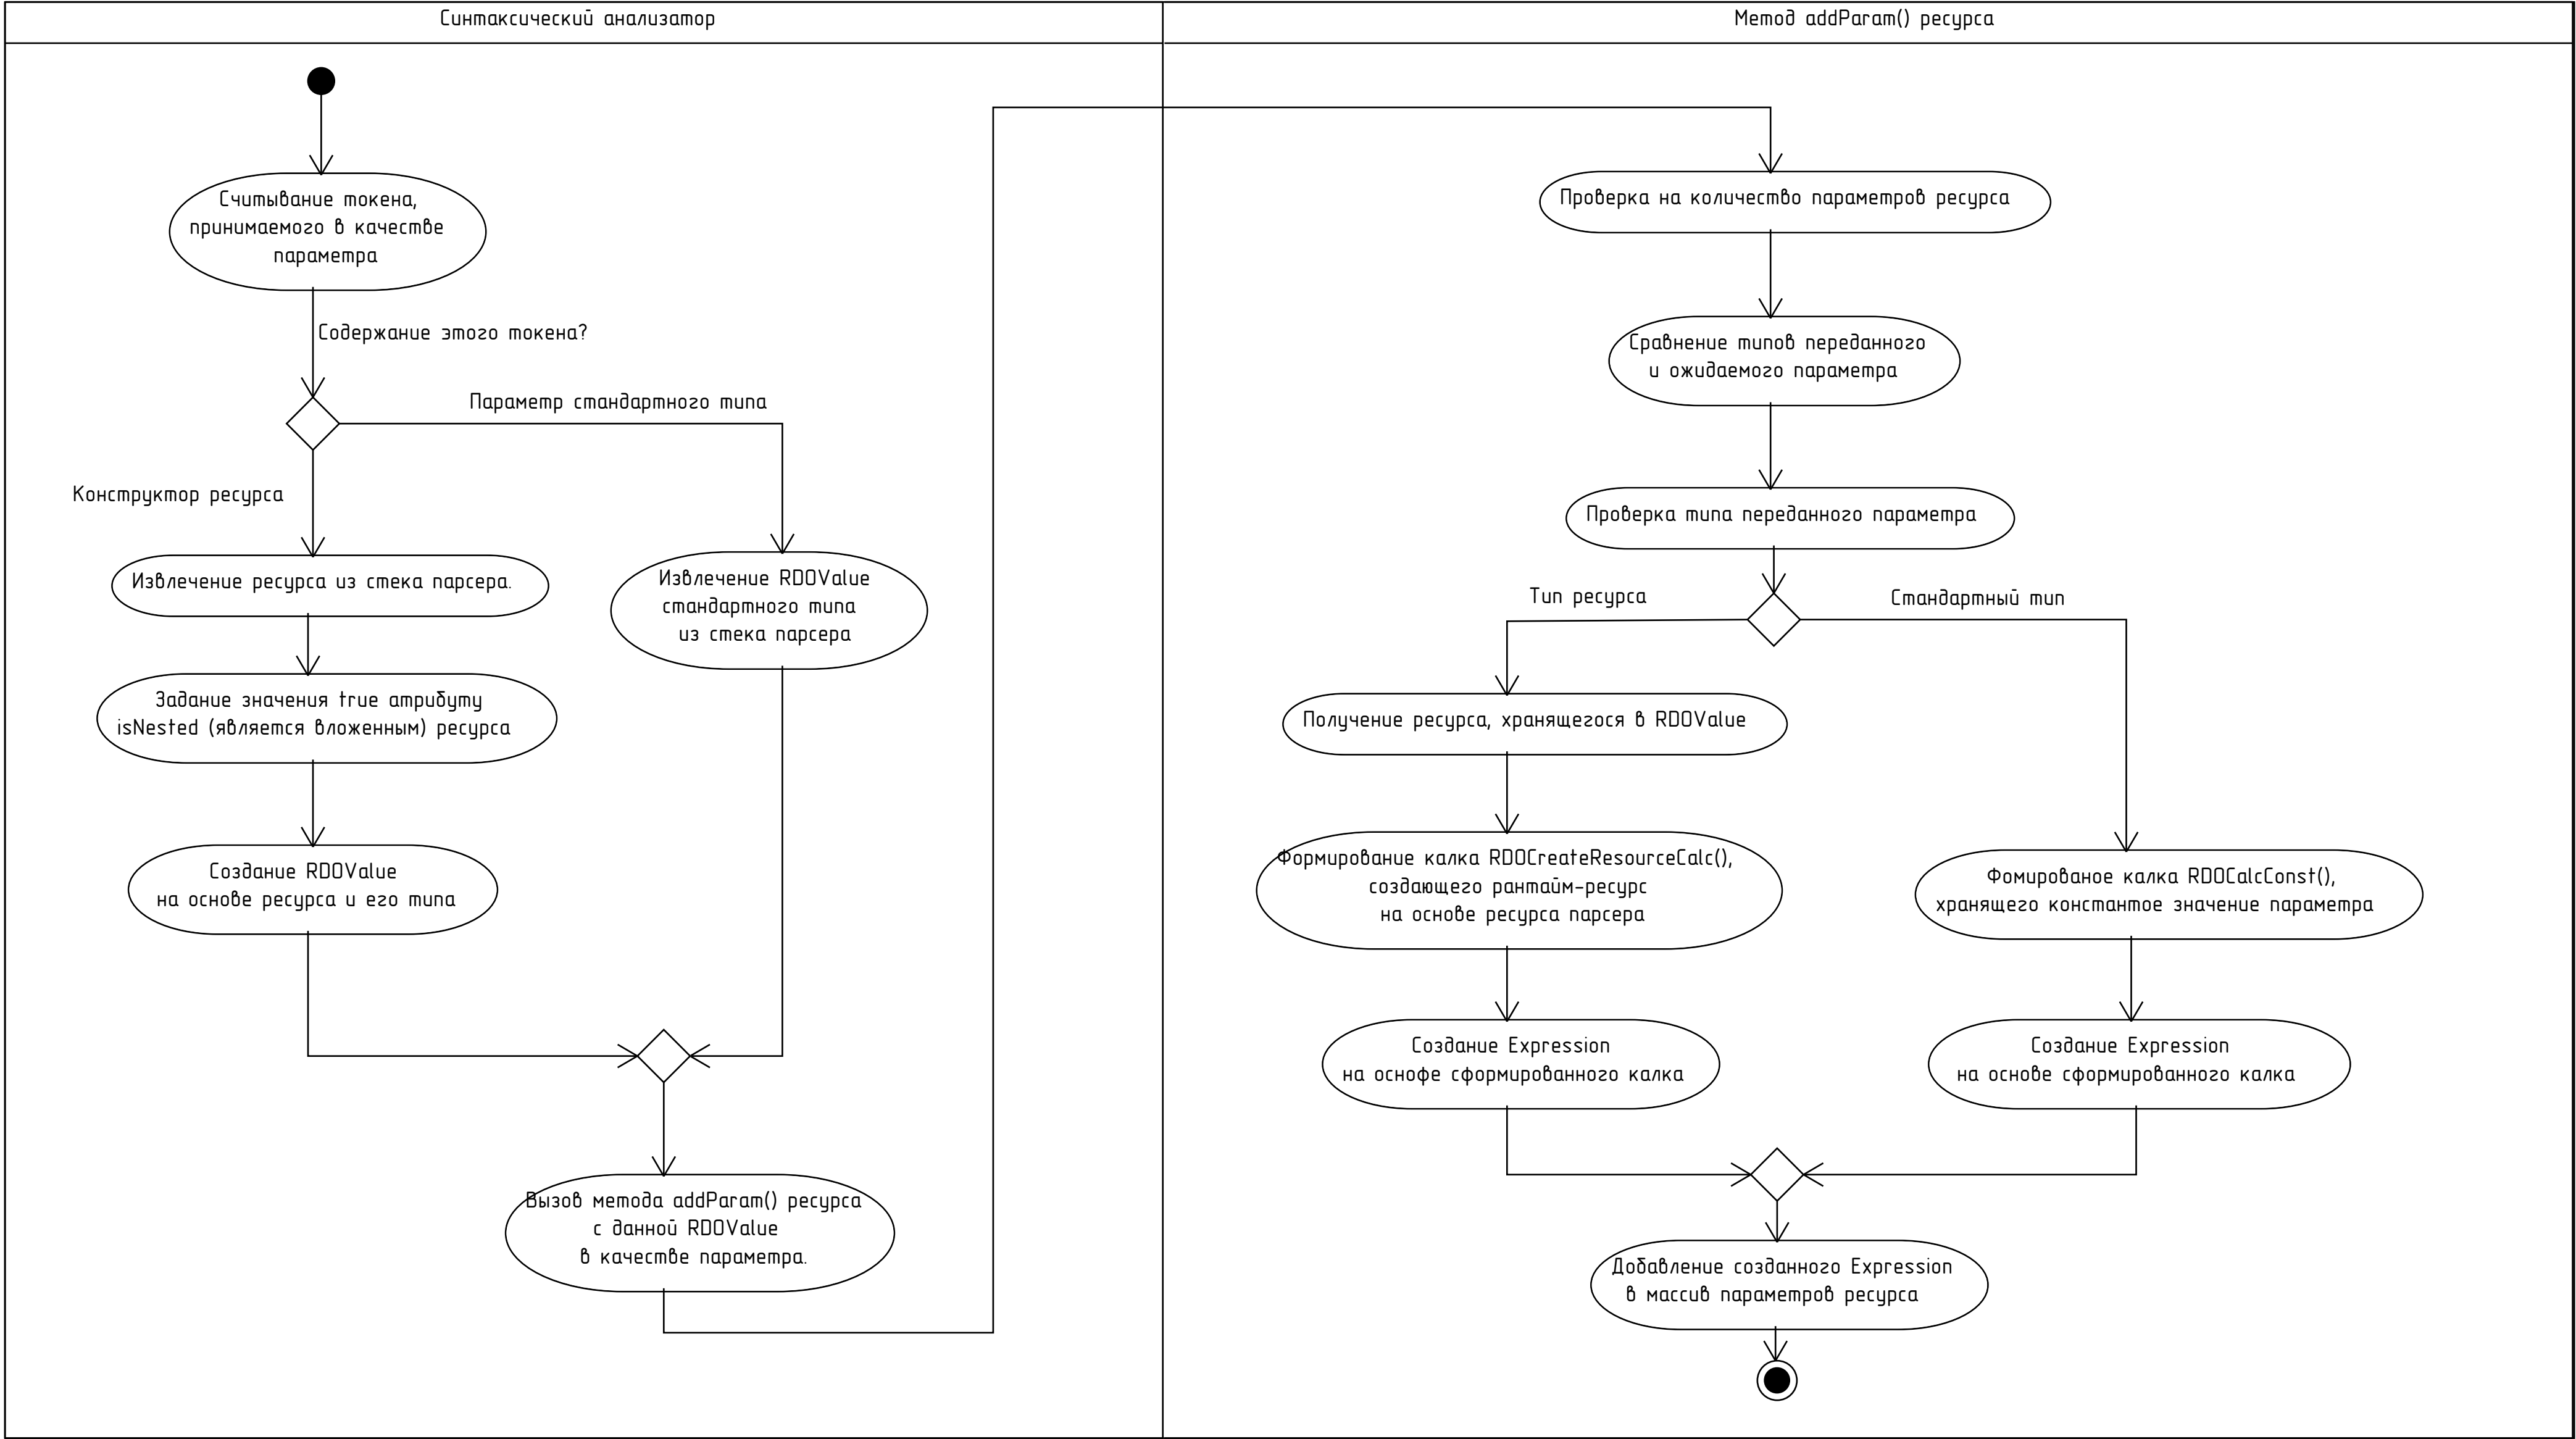 Синтаксический анализатор
Считывание токена,
принимаемого в качестве
параметра
Содержание этого токена?
Параметр стандартного типа
Конструктор ресурса
Извлечение ресурса из стека парсера.
Извлечение RDOValue
стандартного типа
из стека парсера
Задание значения true атрибуту
isNested (является вложенным) ресурса
Создание RDOValue
на основе ресурса и его типа
Вызов метода addParam() ресурса
с данной RDOValue
в качестве параметра.
Метод addParam() ресурса
Проверка на количество параметров ресурса
Сравнение типов переданного
и ожидаемого параметра
Проверка типа переданного параметра
Тип ресурса
Стандартный тип
Получение ресурса, хранящегося в RDOValue
Формирование калка RDOCreateResourceCalc(),
создающего рантайм-ресурс
на основе ресурса парсера
Фомированое калка RDOCalcConst(),
хранящего константое значение параметра
Создание Expression
на оснофе сформированного калка
Создание Expression
на основе сформированного калка
Добавление созданного Expression
в массив параметров ресурса